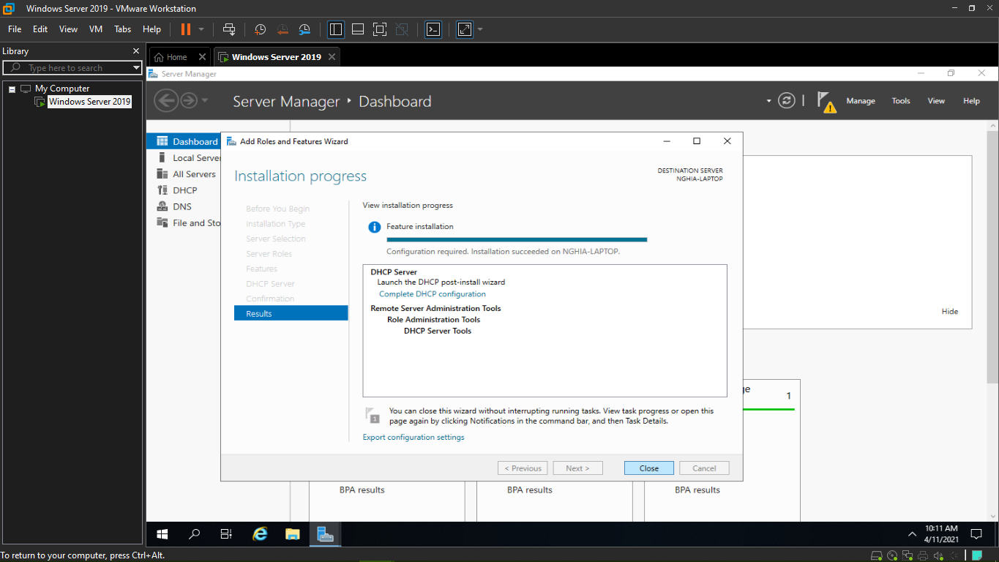 Windows Server 2019 - VMware Workstation
File Edit View VM Tabs Help
Library
Type here to search
My Computer
Windows Server 2019
Home
Windows Server 2019
Server Manager
Server Manager Dashboard
Manage Tools View Help
Dashboard
Local Server
All Servers
DHCP
DNS
File and Sto
Add Roles and Features Wizard
Installation progress
DESTINATION SERVER
NGHIA-LAPTOP
Before You Begin
Installation Type
Server Selection
Server Roles
Features
DHCP Server
Confirmation
Results
View installation progress
Feature installation
Configuration required. Installation succeeded on NGHIA-LAPTOP.
DHCP Server
Launch the DHCP post-install wizard
Complete DHCP configuration
Remote Server Administration Tools
Role Administration Tools
DHCP Server Tools
1
You can close this wizard without interrupting running tasks. View task progress or open this
page again by clicking Notifications in the command bar, and then Task Details.
Export configuration settings
< Previous Next > Close Cancel
Hide
ge 1
BPA results BPA results BPA results
10:11 AM
4/11/2021
To return to your computer, press Ctrl+Alt.